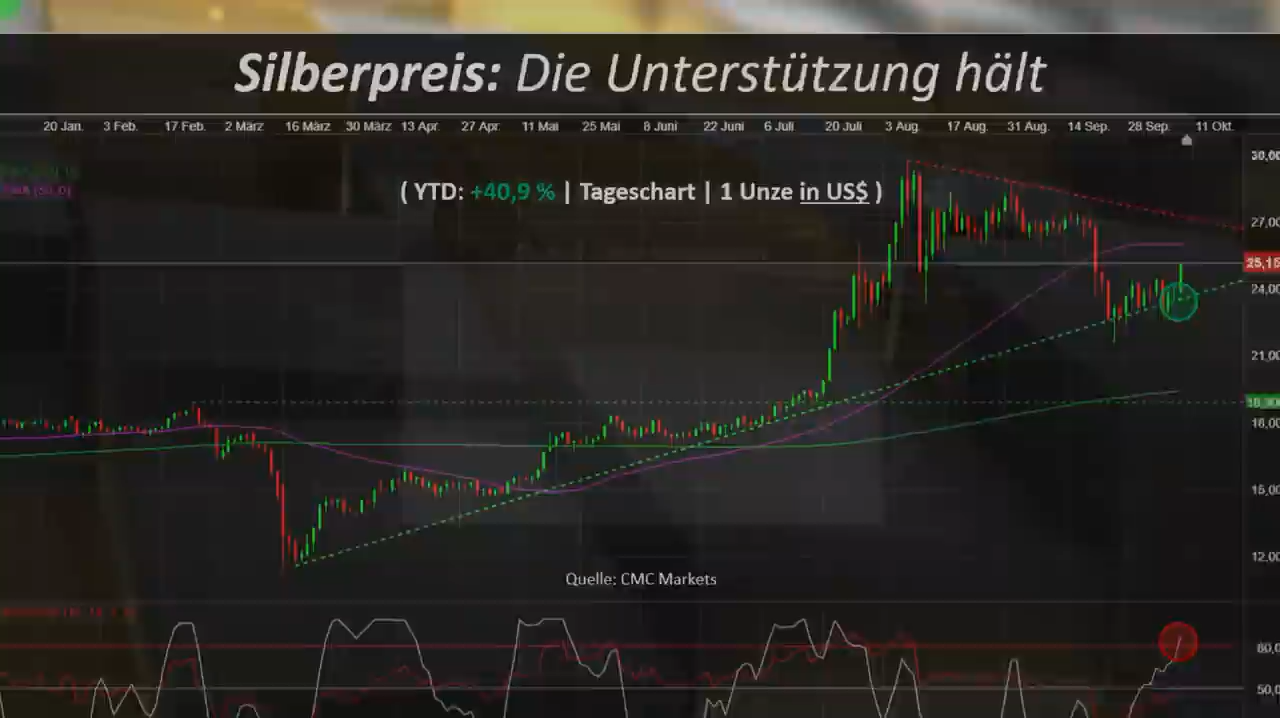 Silberpreis: Die Unterstützung hält
20 Jan. 3 Feb. 17 Feb. 2 März 16 März 30 März 13 Apr. 27 Apr. 11 Mai 25 Mai 8 Juni 22 Juni 6 Juli 20 Juli 3 Aug. 17 Aug. 31 Aug. 14 Sep. 28 Sep. 11 Okt.
30,00
( YTD: +40,9 % | Tageschart | 1 Unze in US$ )
27,00
25,15
24,00
21,00
18,00
15,00
12,00
Quelle: CMC Markets
80,0
50,0